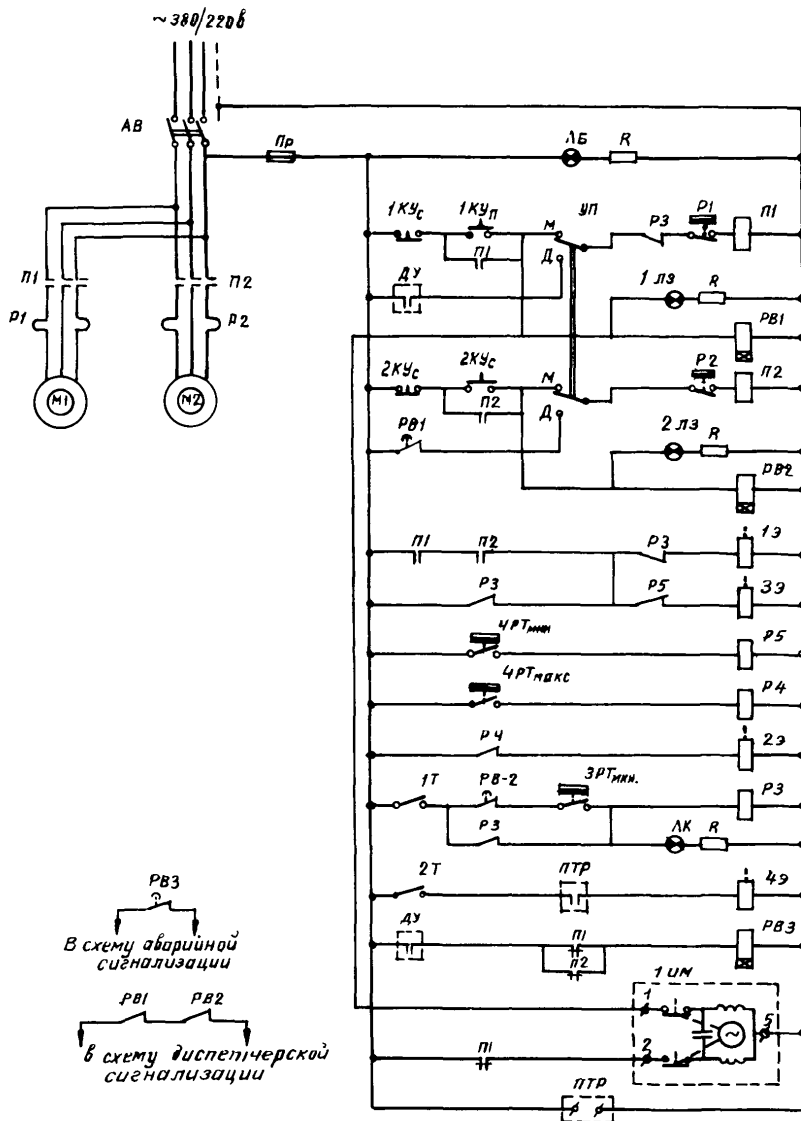 ~380/220в
АВ
Пр
ЛБ R
1КУс 1КУп УП Р3 Р1 П1
М
П1
Д
П1 П2
ДУ
1 ЛЗ R
Р1 Р2
РВ1
2КУс 2КУс М Р2 П2
М1 М2
П2
Д
РВ1
2 ЛЗ R
РВ2
П1 П2 Р3 1Э
Р3 Р5 3Э
4РТмин Р5
4РТмакс Р4
Р4 2Э
1Т РВ-2 3РТмин. Р3
Р3 ЛК R
2Т ПТР 4Э
РВ3
ДУ П1 РВ3
П2
В схему аварийной
сигнализации
1 ИМ
1 5
РВ1 РВ2
П1 2
~
в схему диспетчерской
сигнализации
ПТР